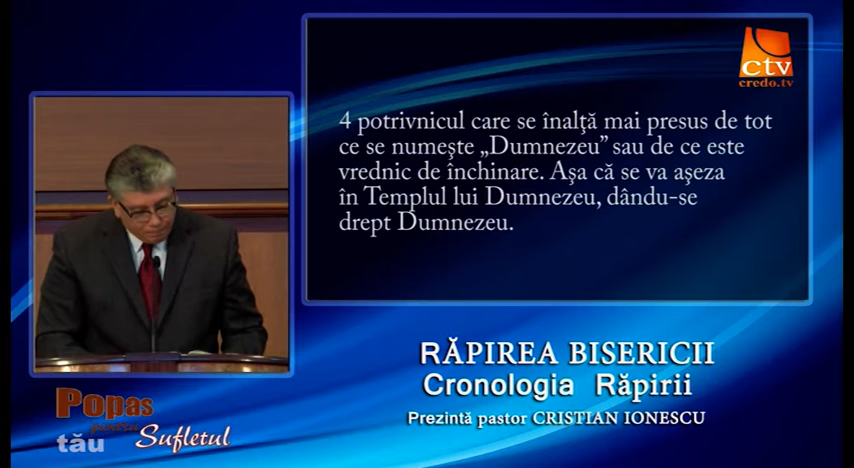 ctv
credo.tv
4 potrivnicul care se înalţă mai presus de tot
ce se numeşte „Dumnezeu” sau de ce este
vrednic de închinare. Aşa că se va aşeza
în Templul lui Dumnezeu, dându-se
drept Dumnezeu.
RĂPIREA BISERICII
Cronologia Răpirii
Prezintă pastor CRISTIAN IONESCU
Popas
pentru
tău Sufletul